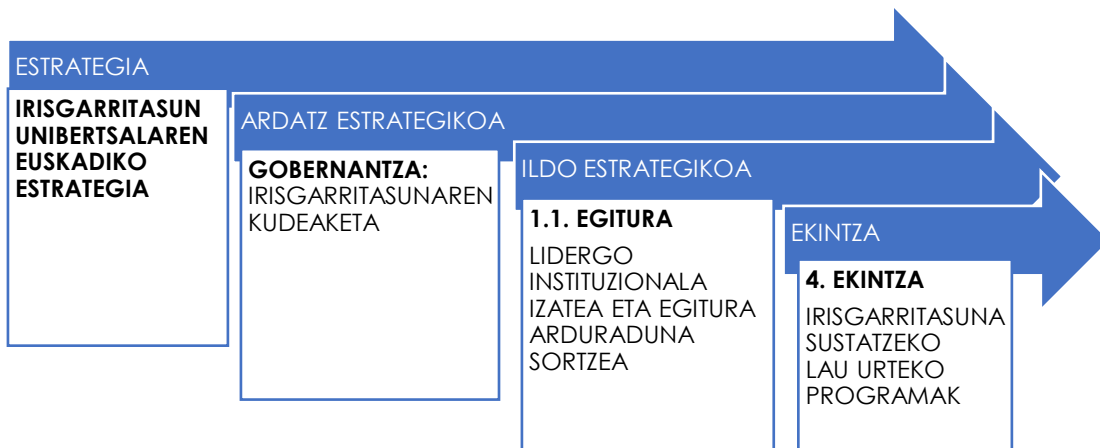 ESTRATEGIA
IRISGARRITASUN
UNIBERTSALAREN
EUSKADIKO
ESTRATEGIA
ARDATZ ESTRATEGIKOA
GOBERNANTZA:
IRISGARRITASUNAREN
KUDEAKETA
ILDO ESTRATEGIKOA
1.1. EGITURA
LIDERGO
INSTITUZIONALA
IZATEA ETA EGITURA
ARDURADUNA
SORTZEA
EKINTZA
4. EKINTZA
IRISGARRITASUNA
SUSTATZEKO
LAU URTEKO
PROGRAMAK